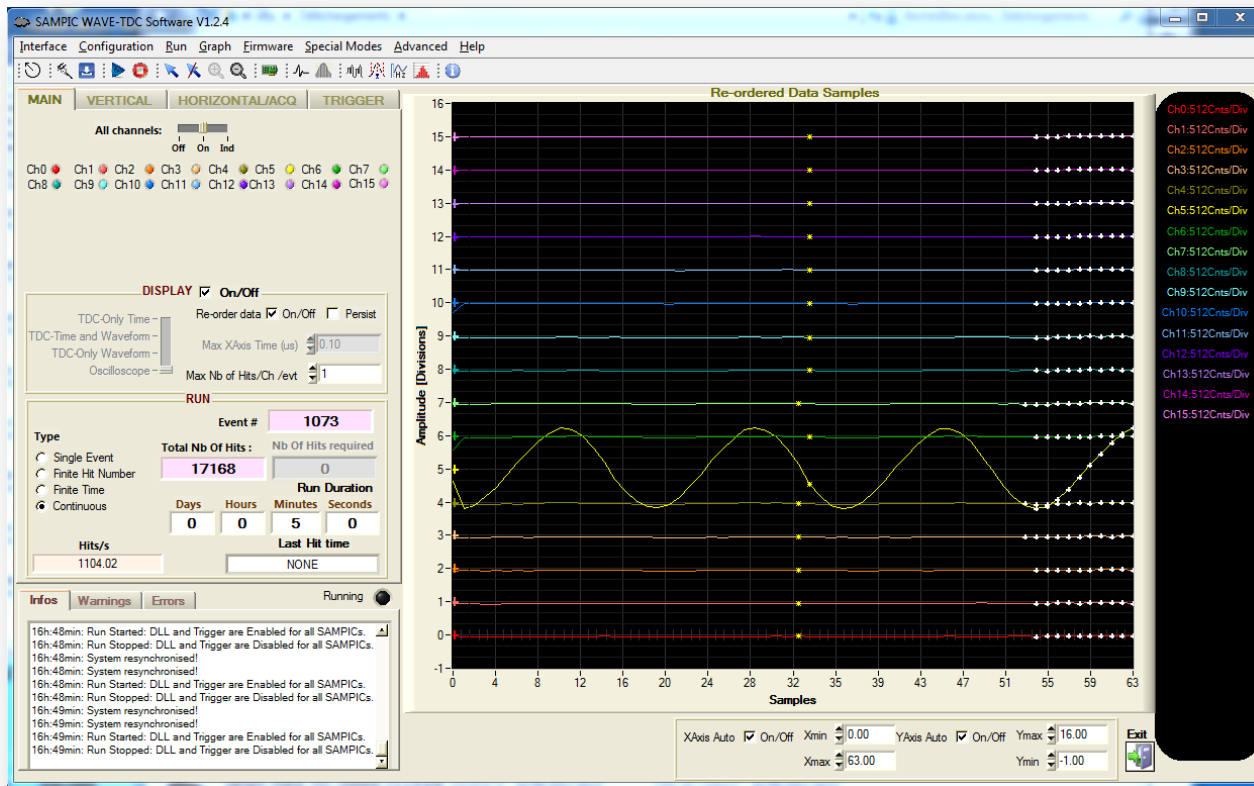 SAMPIC WAVE-TDC Software V1.2.4
Interface Configuration Run Graph Firmware Special Modes Advanced Help
MAIN VERTICAL HORIZONTAL/ACQ TRIGGER
All channels:
Off On Ind
Ch0 Ch1 Ch2 Ch3 Ch4 Ch5 Ch6 Ch7
Ch8 Ch9 Ch10 Ch11 Ch12 Ch13 Ch14 Ch15
DISPLAY On/Off
Re-order data On/Off Persist
TDC-Only Time
TDC-Time and Waveform
TDC-Only Waveform
Oscilloscope
Max XAxis Time (us) 0.10
Max Nb of Hits/Ch /evt 1
RUN
Event # 1073
Type
Single Event
Finite Hit Number
Finite Time
Continuous
Total Nb Of Hits : Nb Of Hits required
17168 0
Run Duration
Days Hours Minutes Seconds
0 0 5 0
Hits/s
1104.02
Last Hit time
NONE
Infos Warnings Errors
Running
16h:48min: Run Started: DLL and Trigger are Enabled for all SAMPICs.
16h:48min: Run Stopped: DLL and Trigger are Disabled for all SAMPICs.
16h:48min: System resynchronised!
16h:48min: System resynchronised!
16h:48min: Run Started: DLL and Trigger are Enabled for all SAMPICs.
16h:48min: Run Stopped: DLL and Trigger are Disabled for all SAMPICs.
16h:49min: System resynchronised!
16h:49min: System resynchronised!
16h:49min: Run Started: DLL and Trigger are Enabled for all SAMPICs.
16h:49min: Run Stopped: DLL and Trigger are Disabled for all SAMPICs.
Re-ordered Data Samples
Amplitude [Divisions]
16
15
14
13
12
11
10
9
8
7
6
5
4
3
2
1
0
-1
0 4 8 12 16 20 24 28 32 35 39 43 47 51 55 59 63
Samples
Ch0:512Cnts/Div
Ch1:512Cnts/Div
Ch2:512Cnts/Div
Ch3:512Cnts/Div
Ch4:512Cnts/Div
Ch5:512Cnts/Div
Ch6:512Cnts/Div
Ch7:512Cnts/Div
Ch8:512Cnts/Div
Ch9:512Cnts/Div
Ch10:512Cnts/Div
Ch11:512Cnts/Div
Ch12:512Cnts/Div
Ch13:512Cnts/Div
Ch14:512Cnts/Div
Ch15:512Cnts/Div
XAxis Auto On/Off Xmin 0.00 YAxis Auto On/Off Ymax 16.00
Xmax 63.00 Ymin -1.00
Exit